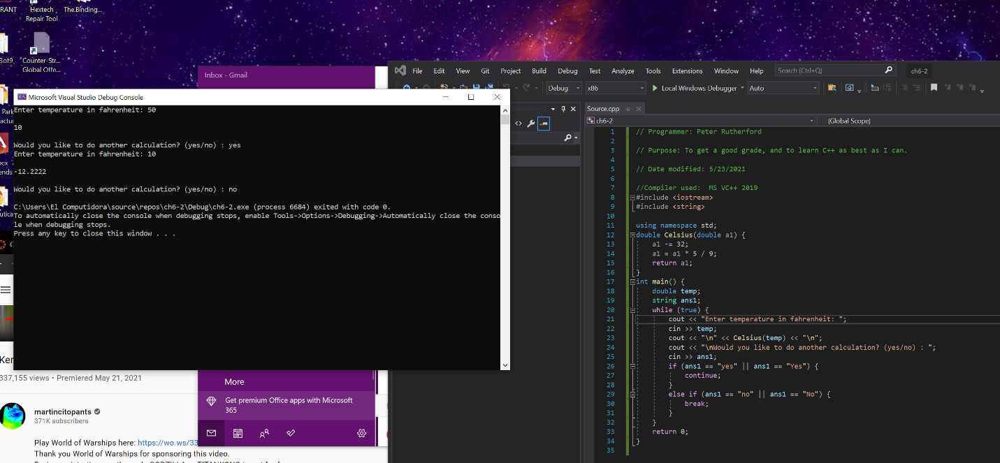 RANT
Hextech
Repair Tool
The.Binding...
Bof9
Counter-Str...
Global Offe...
Inbox - Gmail
Microsoft Visual Studio Debug Console
Enter temperature in fahrenheit: 50
10
Would you like to do another calculation? (yes/no) : yes
Enter temperature in fahrenheit: 10
-12.2222
Would you like to do another calculation? (yes/no) : no
C:\Users\El Computidora\source\repos\ch6-2\Debug\ch6-2.exe (process 6684) exited with code 0.
To automatically close the console when debugging stops, enable Tools->Options->Debugging->Automatically close the conso
le when debugging stops.
Press any key to close this window . . .
337,155 views • Premiered May 21, 2021
martincitopants
371K subscribers
Play World of Warships here: https://wo.ws/33
Thank you World of Warships for sponsoring this video.
More
Get premium Office apps with Microsoft
365
File Edit View Git Project Build Debug Test Analyze Tools Extensions Window Help Search (Ctrl+Q) ch6-2
Debug x86 Local Windows Debugger Auto
Source.cpp
ch6-2 (Global Scope)
1 // Programmer: Peter Rutherford
2
3 // Purpose: To get a good grade, and to learn C++ as best as I can.
4
5 // Date modified: 5/23/2021
6
7 //Compiler used:  MS VC++ 2019
8 #include <iostream>
9 #include <string>
10
11 using namespace std;
12 double Celsius(double a1) {
13 a1 -= 32;
14 a1 = a1 * 5 / 9;
15 return a1;
16 }
17 int main() {
18 double temp;
19 string ans1;
20 while (true) {
21 cout << "Enter temperature in fahrenheit: ";
22 cin >> temp;
23 cout << "\n" << Celsius(temp) << "\n";
24 cout << "\nWould you like to do another calculation? (yes/no) : ";
25 cin >> ans1;
26 if (ans1 == "yes" || ans1 == "Yes") {
27 continue;
28 }
29 else if (ans1 == "no" || ans1 == "No") {
30 break;
31 }
32 }
33 return 0;
34 }
35